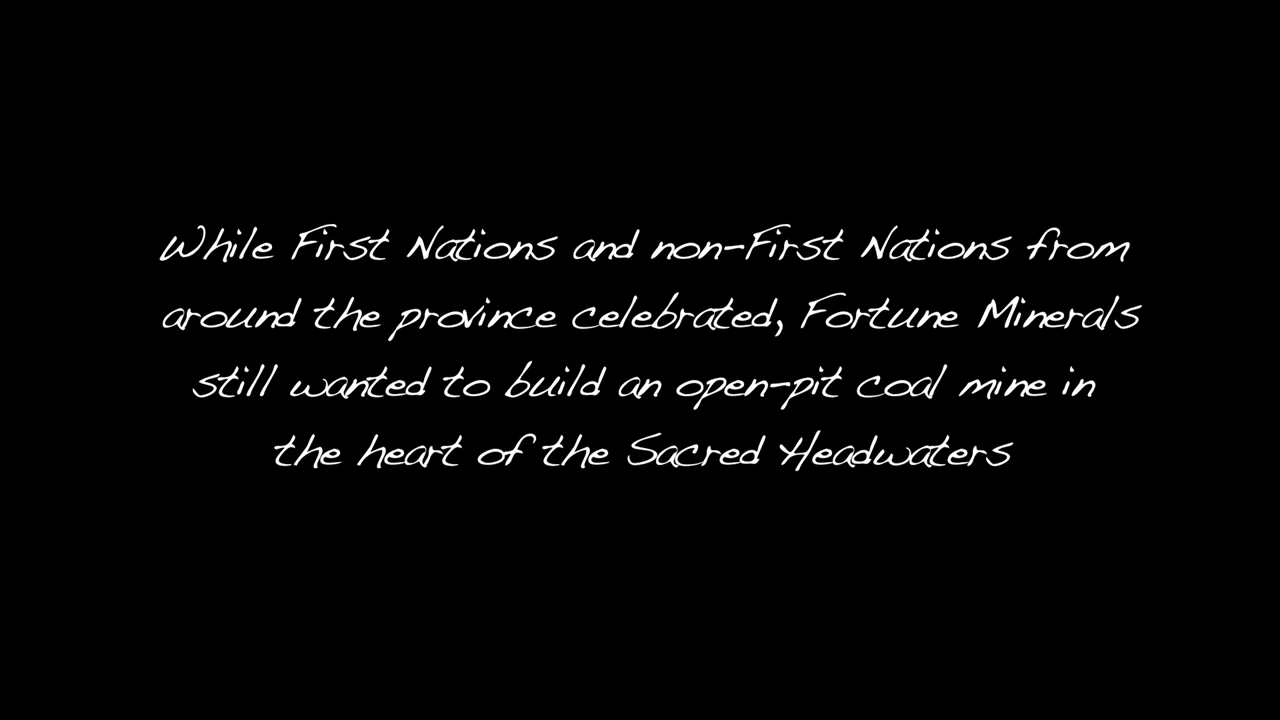 While First Nations and non-First Nations from
around the province celebrated, Fortune Minerals
still wanted to build an open-pit coal mine in
the heart of the Sacred Headwaters